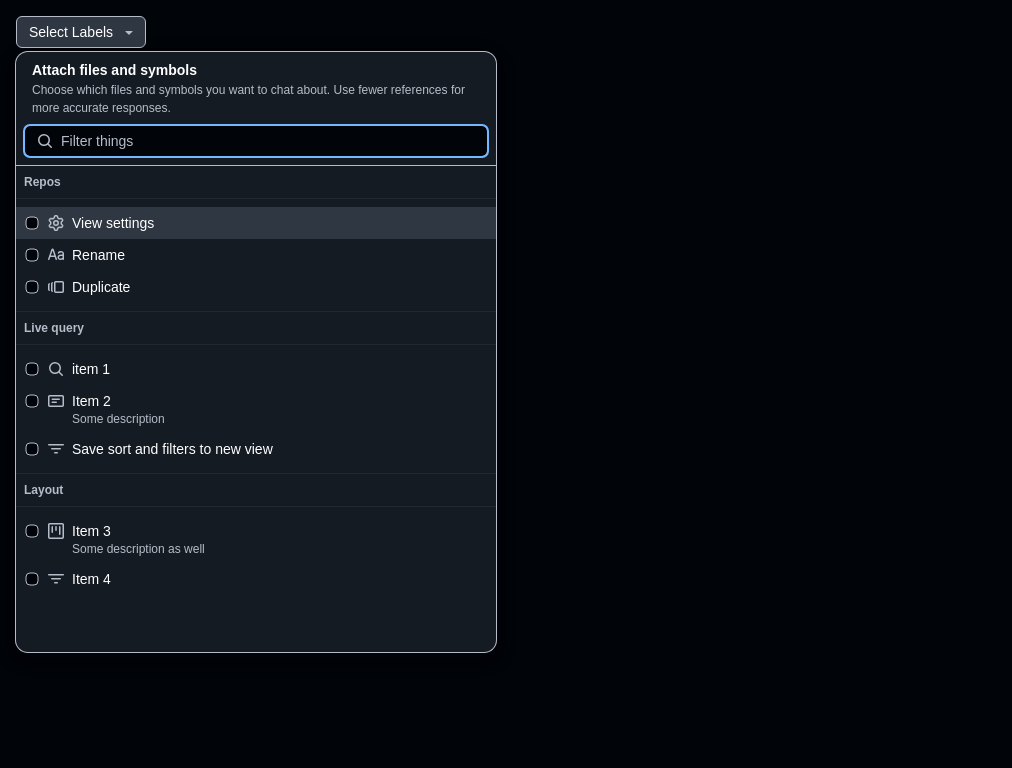 Select Labels
Attach files and symbols
Choose which files and symbols you want to chat about. Use fewer references for
more accurate responses.
Filter things
Repos
View settings
Rename
Duplicate
Live query
item 1
Item 2
Some description
Save sort and filters to new view
Layout
Item 3
Some description as well
Item 4